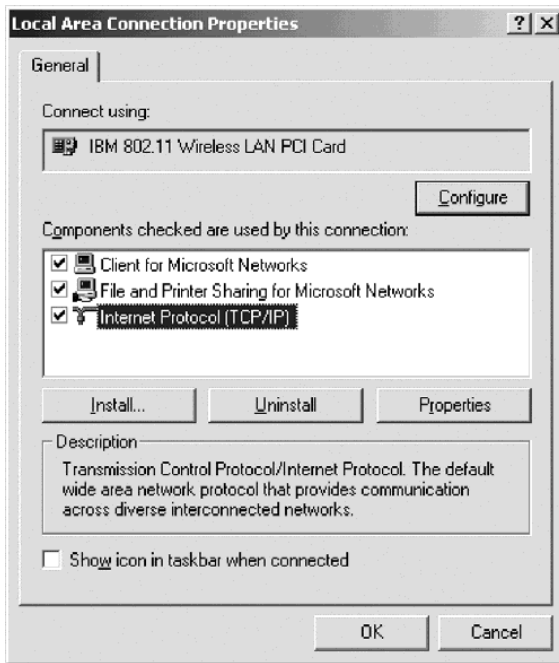 Local Area Connection Properties
General
Connect using:
IBM 802.11 Wireless LAN PCI Card
Configure
Components checked are used by this connection:
Client for Microsoft Networks
File and Printer Sharing for Microsoft Networks
Internet Protocol (TCP/IP)
Install... Uninstall Properties
Description
Transmission Control Protocol/Internet Protocol. The default
wide area network protocol that provides communication
across diverse interconnected networks.
Show icon in taskbar when connected
OK Cancel